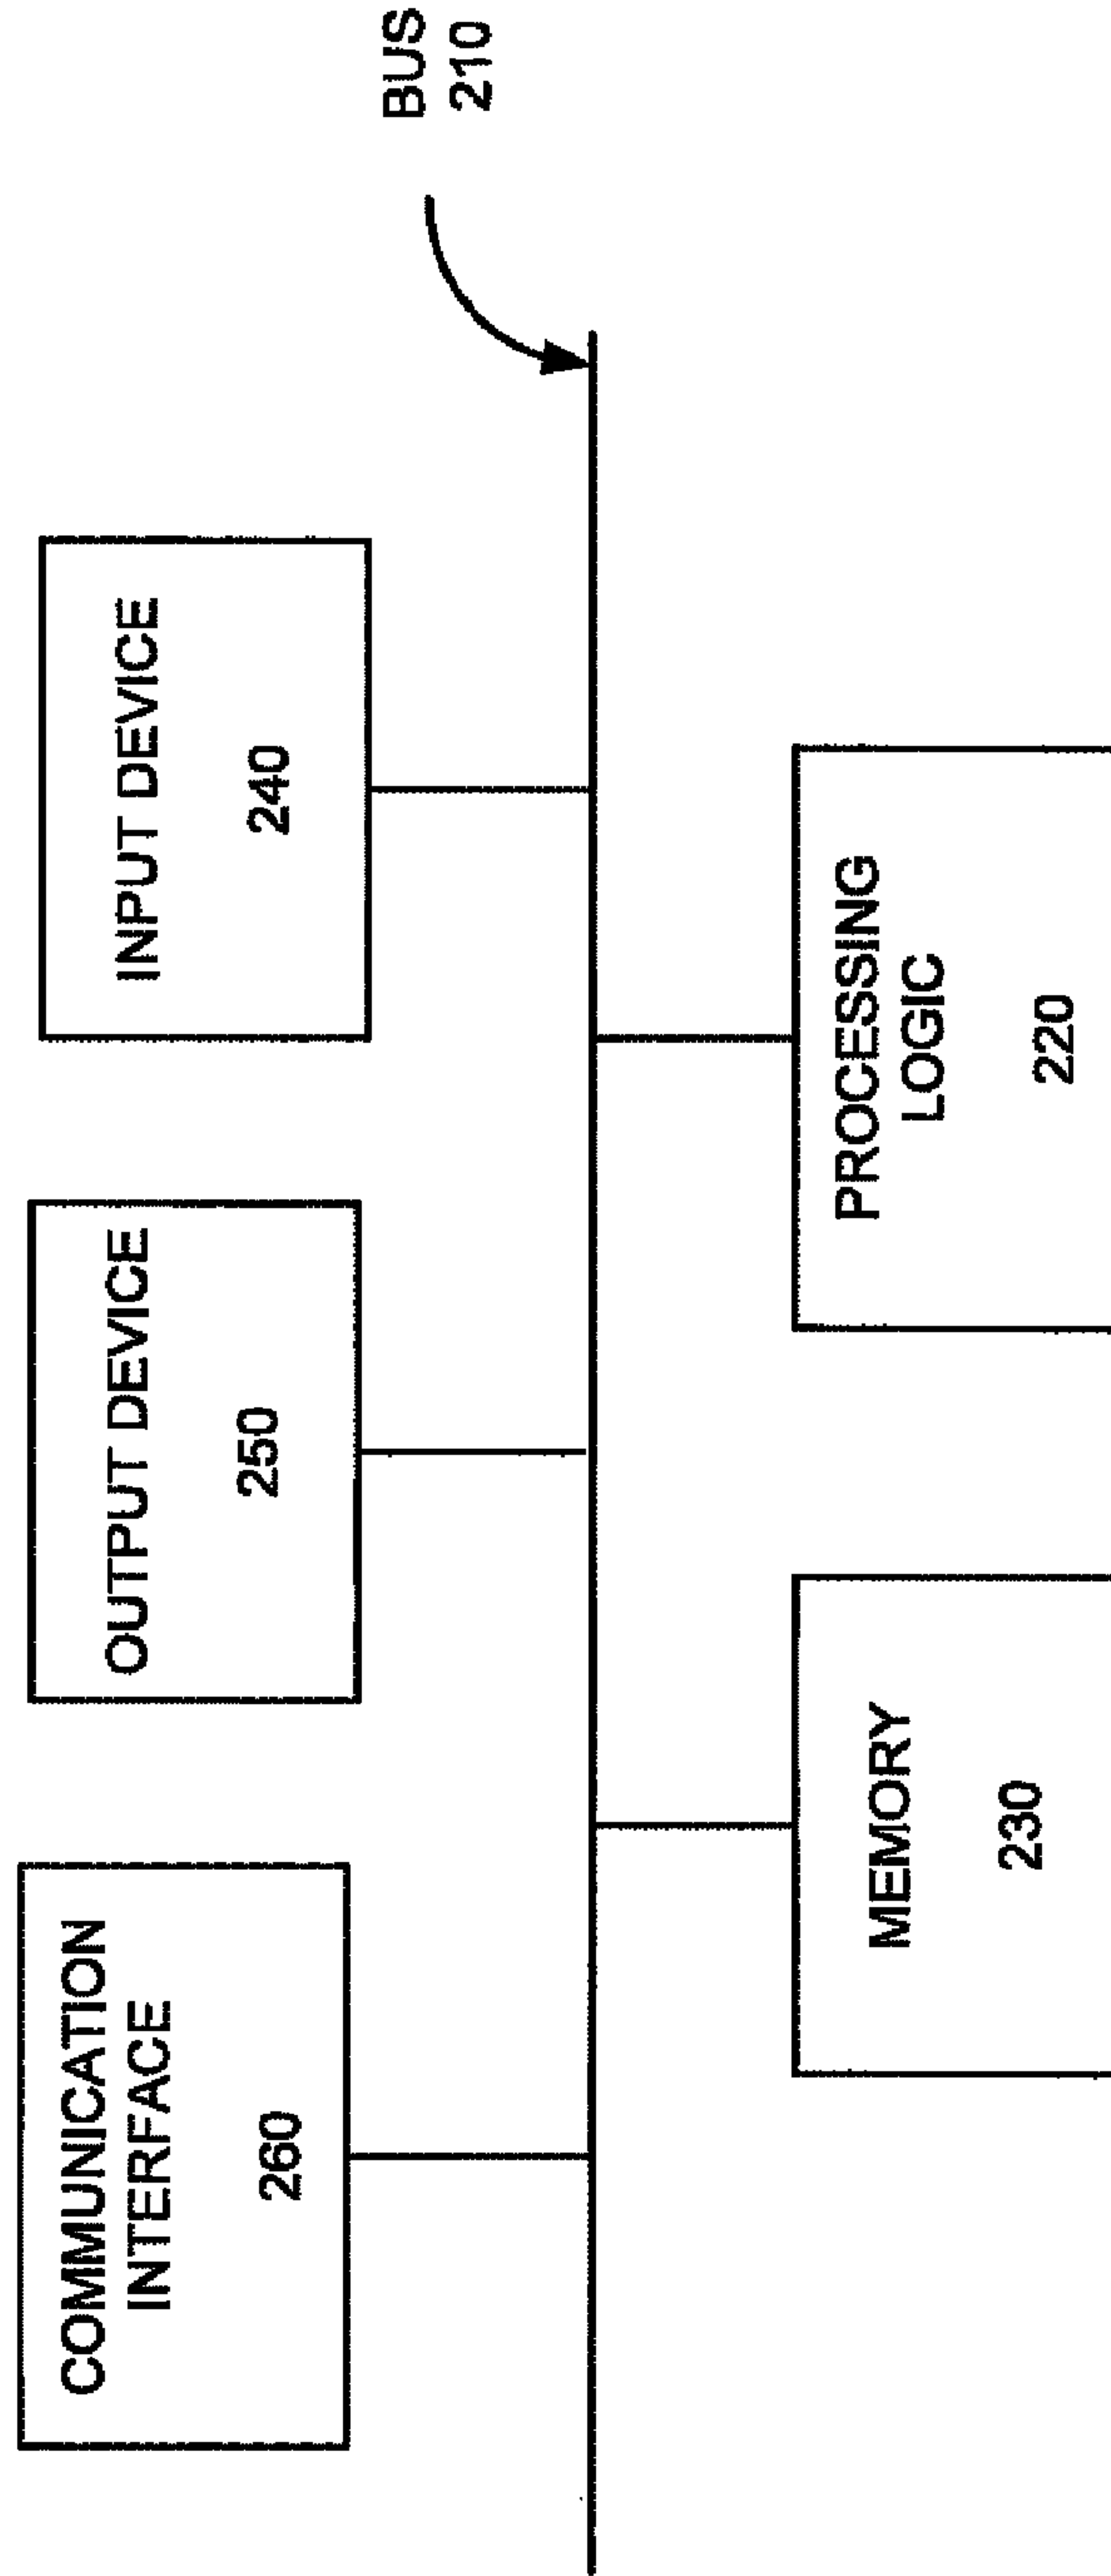 COMMUNICATION
INTERFACE
260
OUTPUT DEVICE
250
INPUT DEVICE
240
BUS
210
MEMORY
230
PROCESSING
LOGIC
220